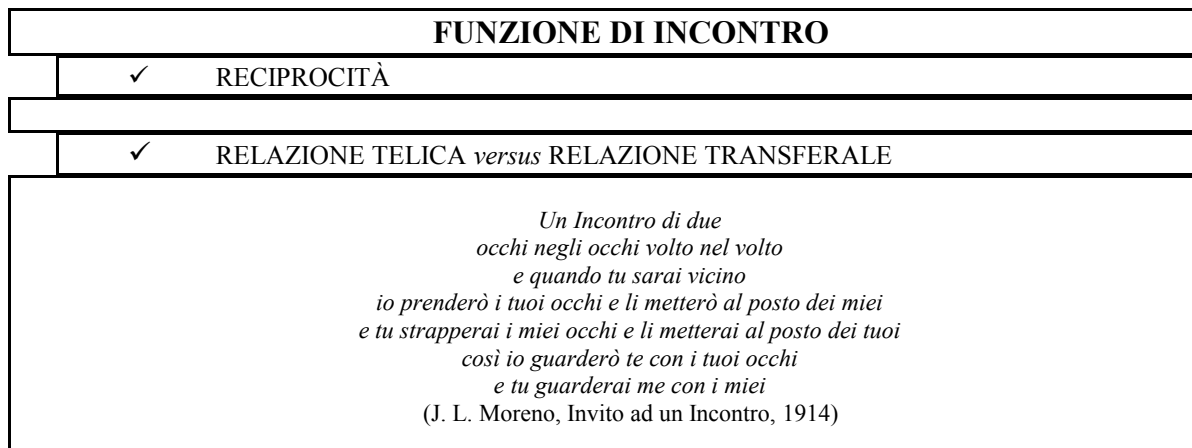 FUNZIONE DI INCONTRO
✓ RECIPROCITÀ
✓ RELAZIONE TELICA versus RELAZIONE TRANSFERALE
Un Incontro di due
occhi negli occhi volto nel volto
e quando tu sarai vicino
io prenderò i tuoi occhi e li metterò al posto dei miei
e tu strapperai i miei occhi e li metterai al posto dei tuoi
così io guarderò te con i tuoi occhi
e tu guarderai me con i miei
(J. L. Moreno, Invito ad un Incontro, 1914)